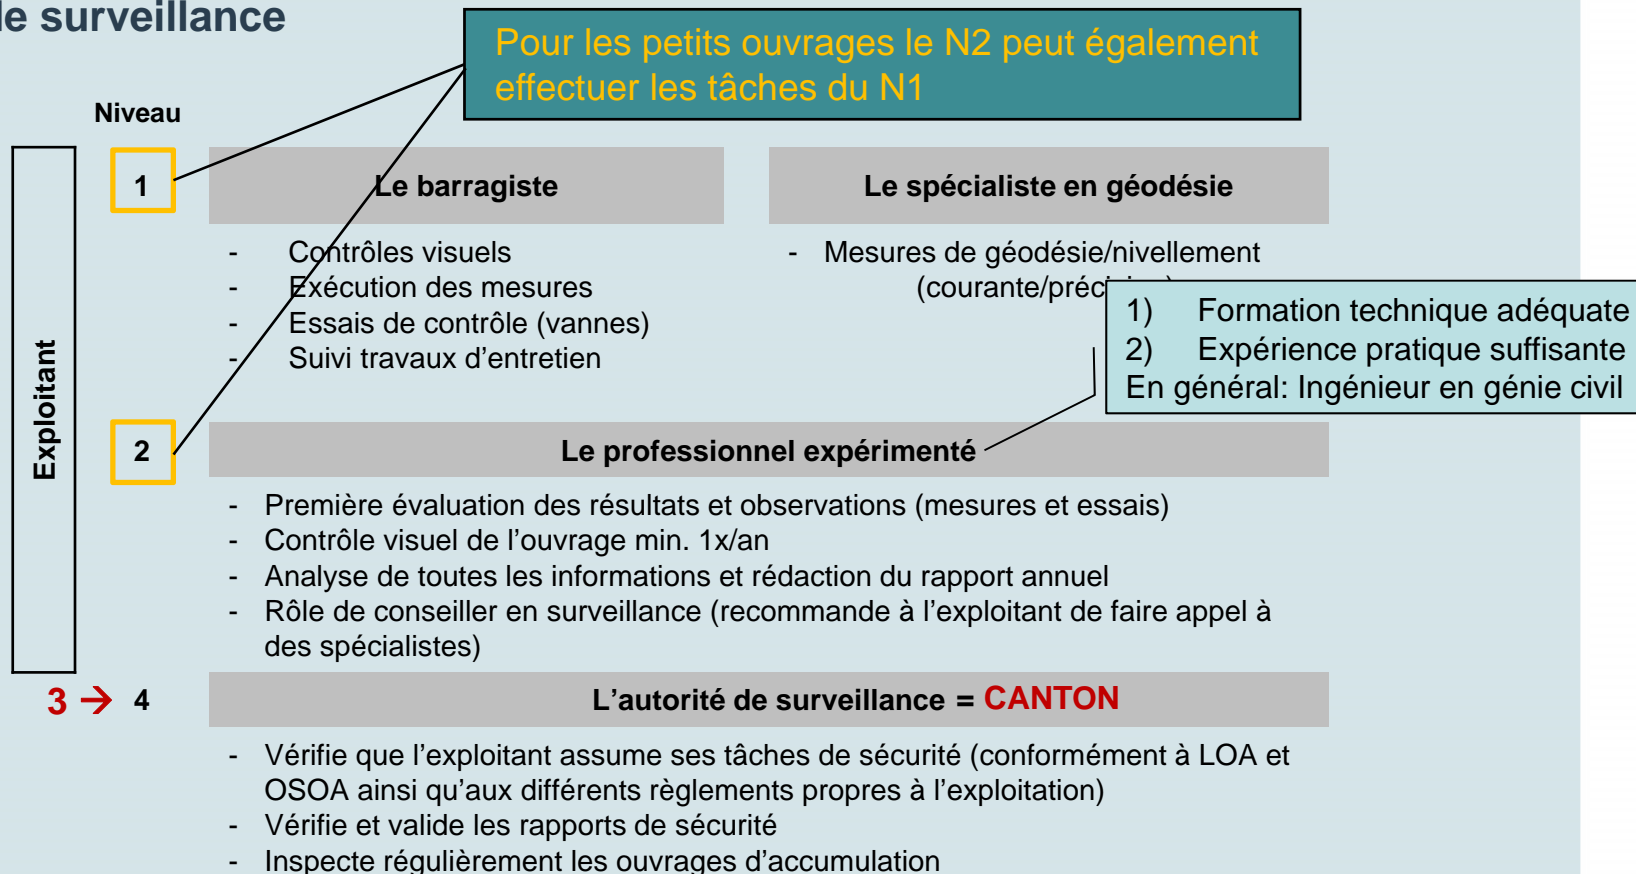 de surveillance
Pour les petits ouvrages le N2 peut également
effectuer les tâches du N1
Niveau
Exploitant
1
Le barragiste
- Contrôles visuels
- Exécution des mesures
- Essais de contrôle (vannes)
- Suivi travaux d'entretien
Le spécialiste en géodésie
- Mesures de géodésie/nivellement
1) Formation technique adéquate
2) Expérience pratique suffisante
En général: Ingénieur en génie civil
2
Le professionnel expérimenté
- Première évaluation des résultats et observations (mesures et essais)
- Contrôle visuel de l'ouvrage min. 1x/an
- Analyse de toutes les informations et rédaction du rapport annuel
- Rôle de conseiller en surveillance (recommande à l'exploitant de faire appel à
des spécialistes)
3 → 4
L'autorité de surveillance = CANTON
- Vérifie que l'exploitant assume ses tâches de sécurité (conformément à LOA et
OSOA ainsi qu'aux différents règlements propres à l'exploitation)
- Vérifie et valide les rapports de sécurité
- Inspecte régulièrement les ouvrages d'accumulation